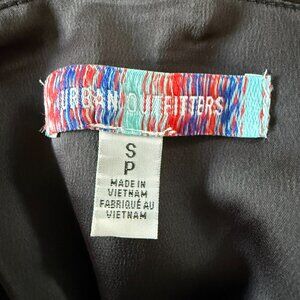 URBAN OUTFITTERS
S
P
MADE IN
VIETNAM
FABRIQUÉ AU
VIETNAM